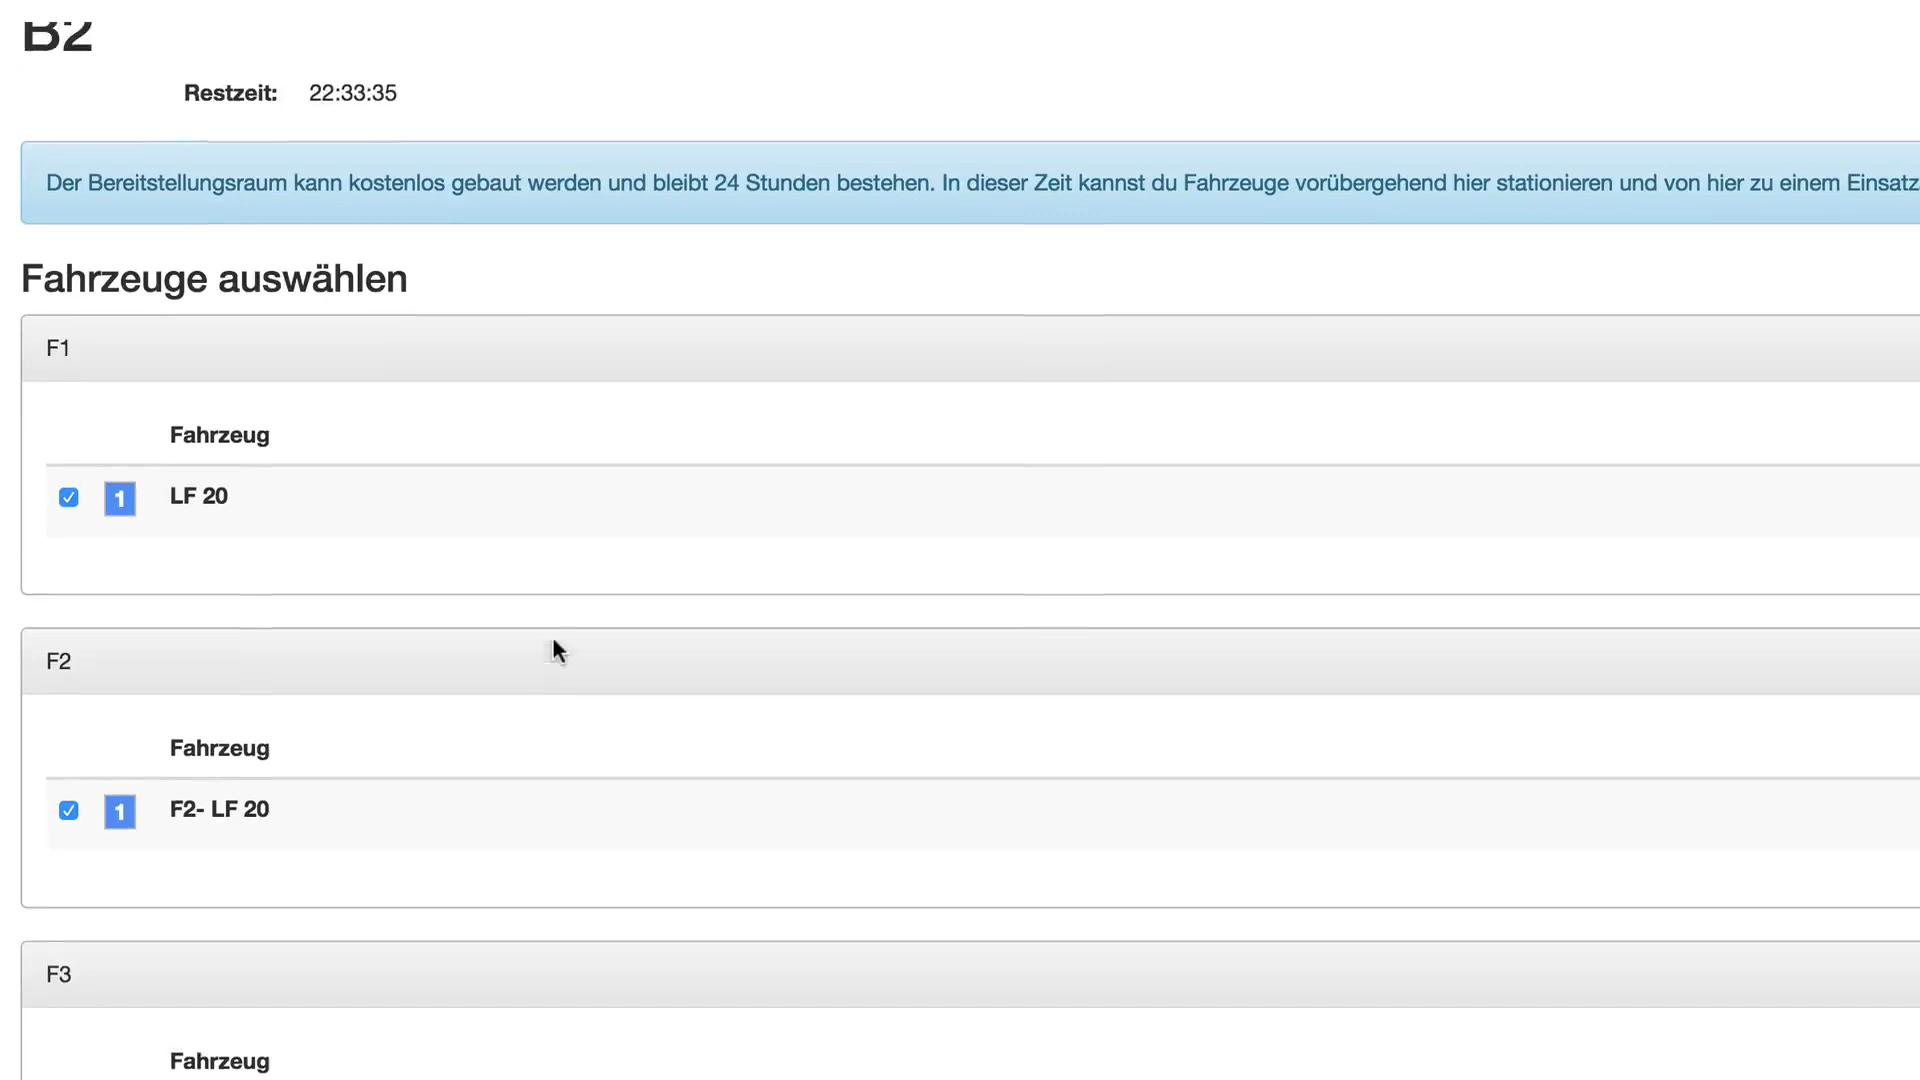 B2
Restzeit: 22:33:35
Der Bereitstellungsraum kann kostenlos gebaut werden und bleibt 24 Stunden bestehen. In dieser Zeit kannst du Fahrzeuge vorübergehend hier stationieren und von hier zu einem Einsatz
Fahrzeuge auswählen
F1
Fahrzeug
1 LF 20
F2
Fahrzeug
1 F2- LF 20
F3
Fahrzeug